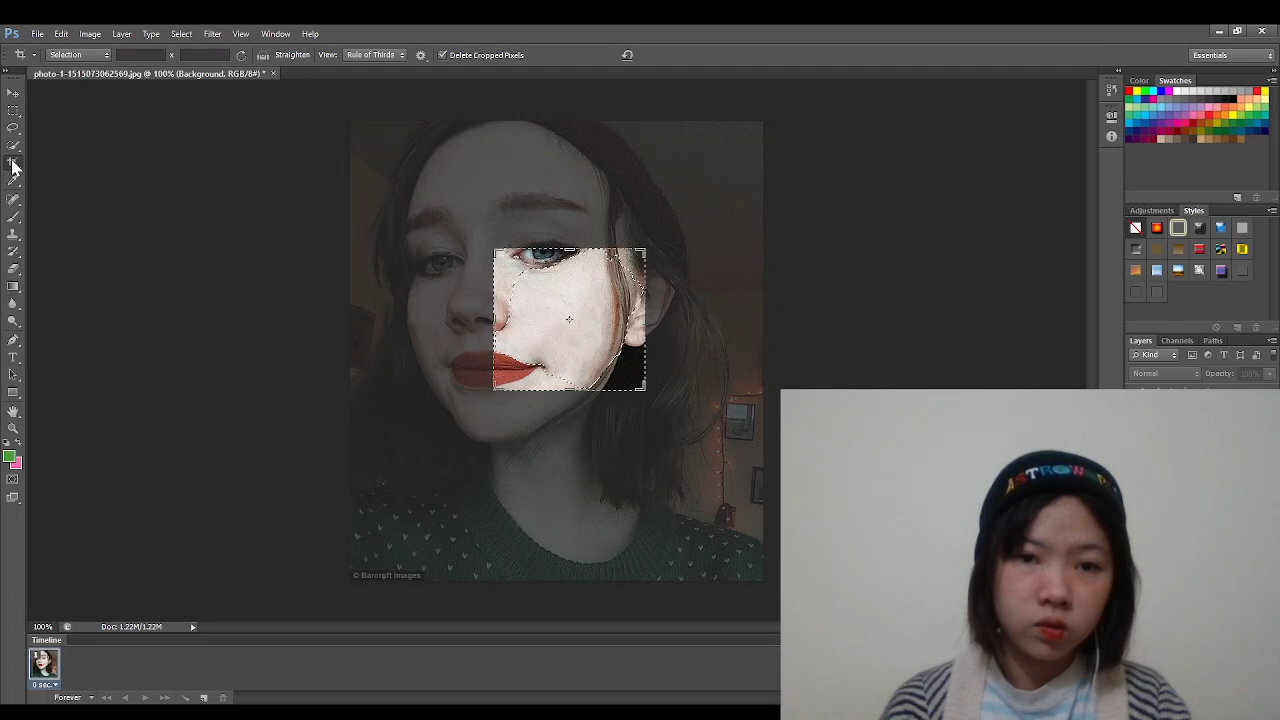 Ps File Edit Image Layer Type Select Filter View Window Help
Selection x Straighten View: Rule of Thirds Delete Cropped Pixels Essentials
photo-1-1515073062569.jpg @ 100% (Background, RGB/8#) * ×
Color Swatches
Adjustments Styles
Layers Channels Paths
Kind
Normal Opacity: 100%
© Barcroft Images
100% Doc: 1.22M/1.22M
Timeline
1
0 sec.
Forever